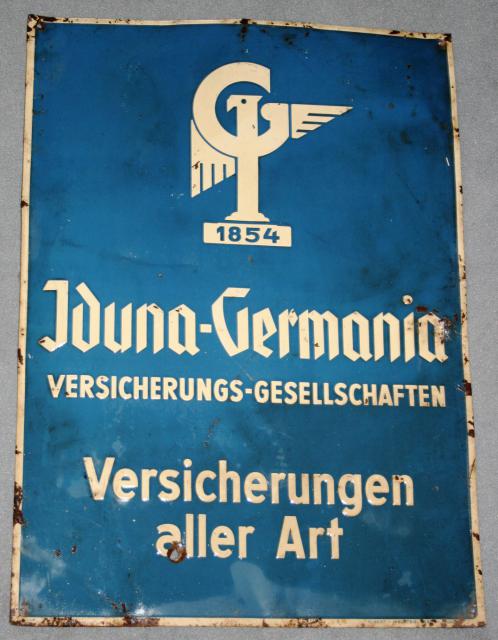 1854
Iduna-Germania
VERSICHERUNGS-GESELLSCHAFTEN
Versicherungen
aller Art